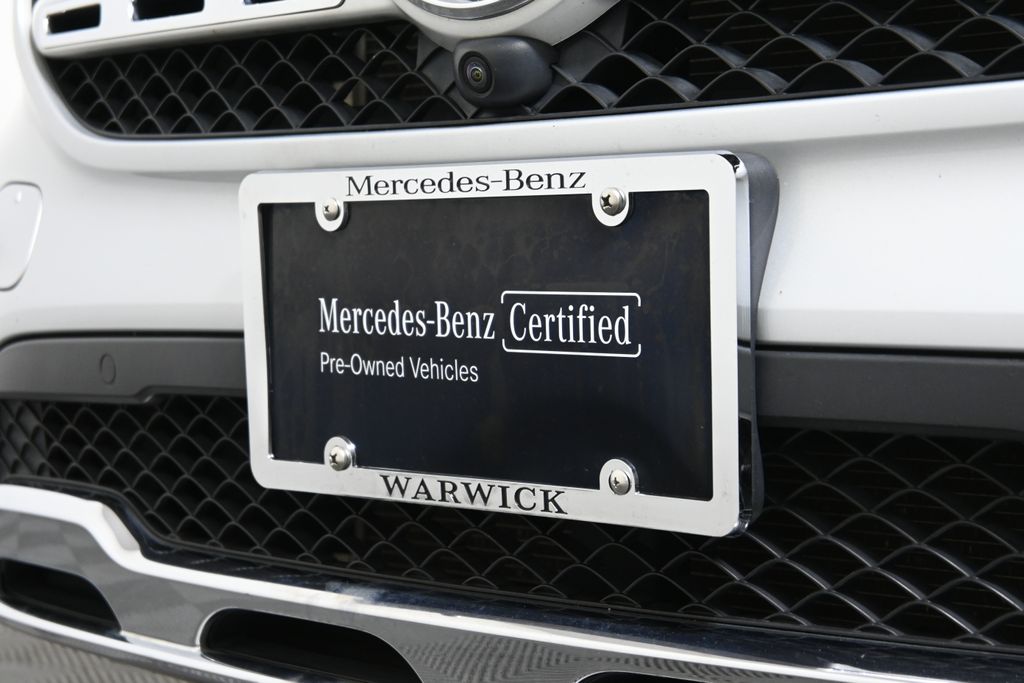 Mercedes-Benz
Mercedes-Benz Certified
Pre-Owned Vehicles
WARWICK